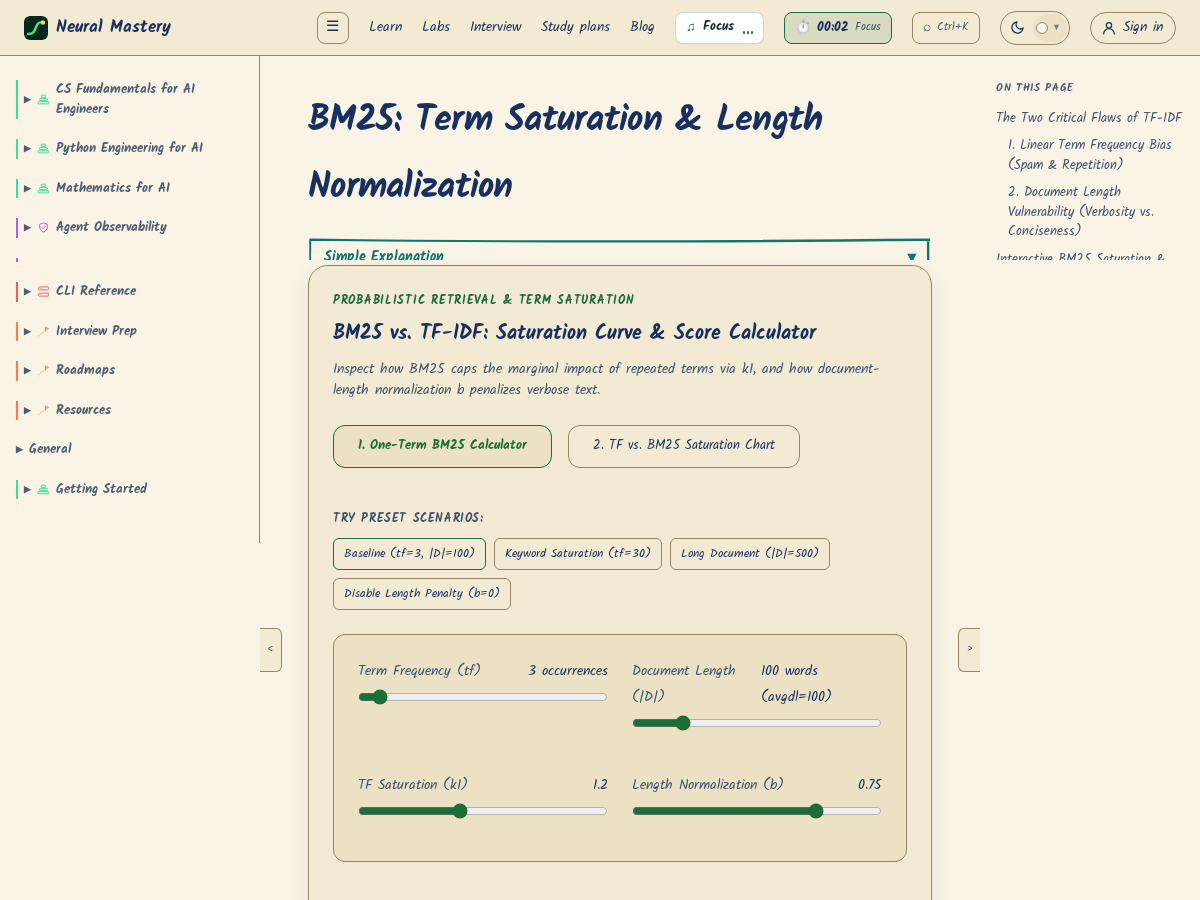 Neural Mastery
☰
Learn
Labs
Interview
Study plans
Blog
♫ Focus ...
⏱️ 00:02 Focus
⌕ Ctrl+K
▼
Sign in
▶ CS Fundamentals for AI
Engineers
▶ Python Engineering for AI
▶ Mathematics for AI
▶ Agent Observability
▶ CLI Reference
▶ Interview Prep
▶ Roadmaps
▶ Resources
▶ General
▶ Getting Started
BM25: Term Saturation & Length
Normalization
Simple Explanation ▼
PROBABILISTIC RETRIEVAL & TERM SATURATION
BM25 vs. TF-IDF: Saturation Curve & Score Calculator
Inspect how BM25 caps the marginal impact of repeated terms via k1, and how document-
length normalization b penalizes verbose text.
1. One-Term BM25 Calculator
2. TF vs. BM25 Saturation Chart
TRY PRESET SCENARIOS:
Baseline (tf=3, |D|=100)
Keyword Saturation (tf=30)
Long Document (|D|=500)
Disable Length Penalty (b=0)
Term Frequency (tf) 3 occurrences
Document Length
(|D|)
100 words
(avgdl=100)
TF Saturation (k1) 1.2
Length Normalization (b) 0.75
<
>
ON THIS PAGE
The Two Critical Flaws of TF-IDF
1. Linear Term Frequency Bias
(Spam & Repetition)
2. Document Length
Vulnerability (Verbosity vs.
Conciseness)
Interactive BM25 Saturation &